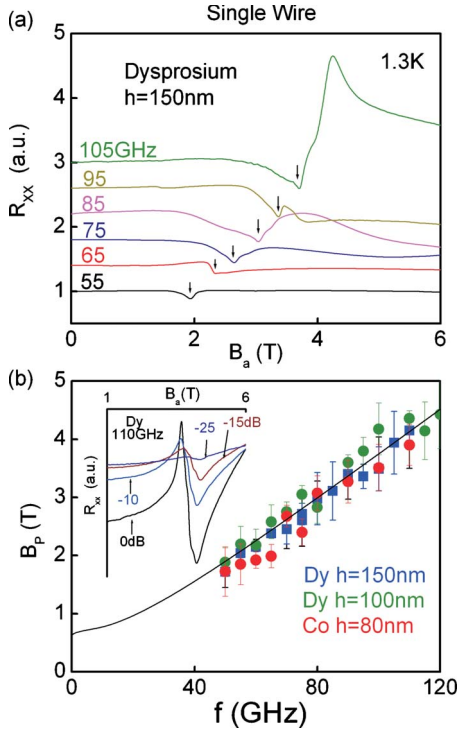 Single Wire
(a)
5
Dysprosium
h=150nm
1.3K
4
105GHz
3
95
85
2
75
65
1
55
R_XX (a.u.)
0 2 4 6
B_a (T)
(b)
5
1 B_a(T) 6
Dy
110GHz
-25
-15dB
R_xx (a.u.)
-10
0dB
4
3
2
1
0
B_P (T)
Dy h=150nm
Dy h=100nm
Co h=80nm
0 40 80 120
f (GHz)